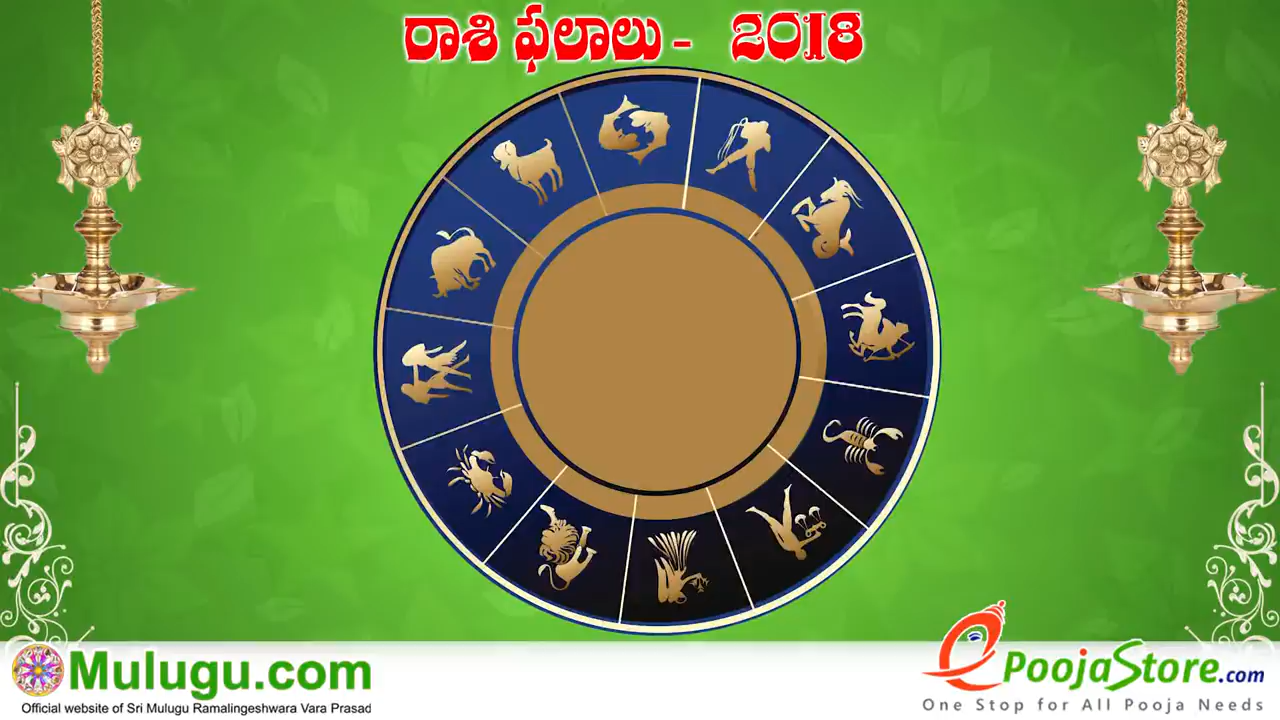 రాశి ఫలాలు - 2018
Mulugu.com
Official website of Sri Mulugu Ramalingeshwara Vara Prasad
ePoojaStore.com
One Stop for All Pooja Needs